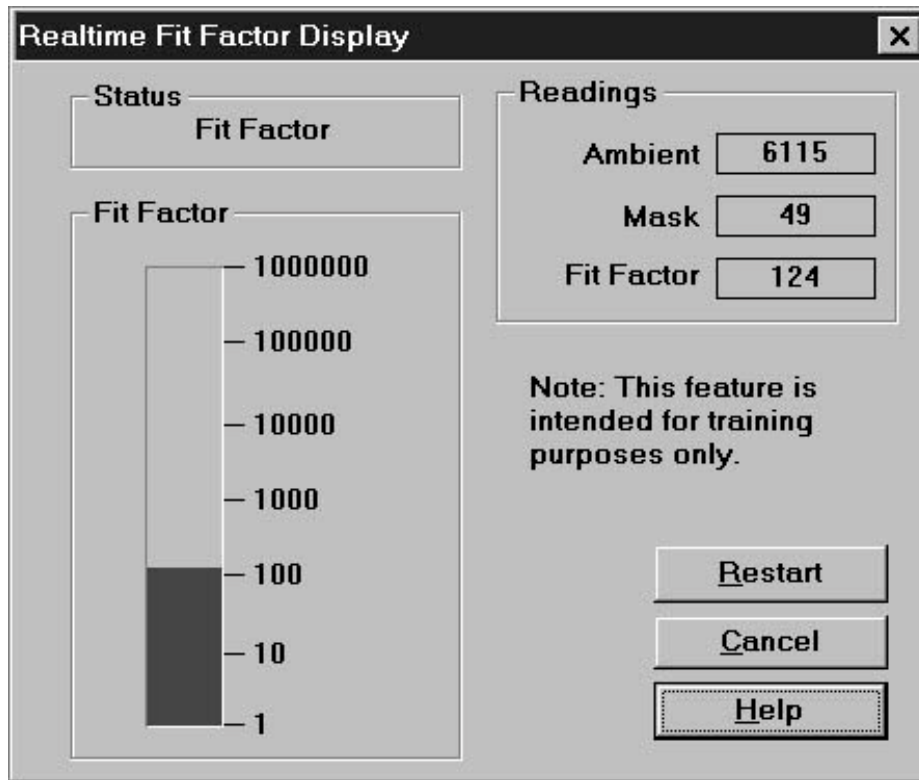 Realtime Fit Factor Display
Status
Fit Factor
Fit Factor
1000000
100000
10000
1000
100
10
1
Readings
Ambient 6115
Mask 49
Fit Factor 124
Note: This feature is
intended for training
purposes only.
Restart
Cancel
Help